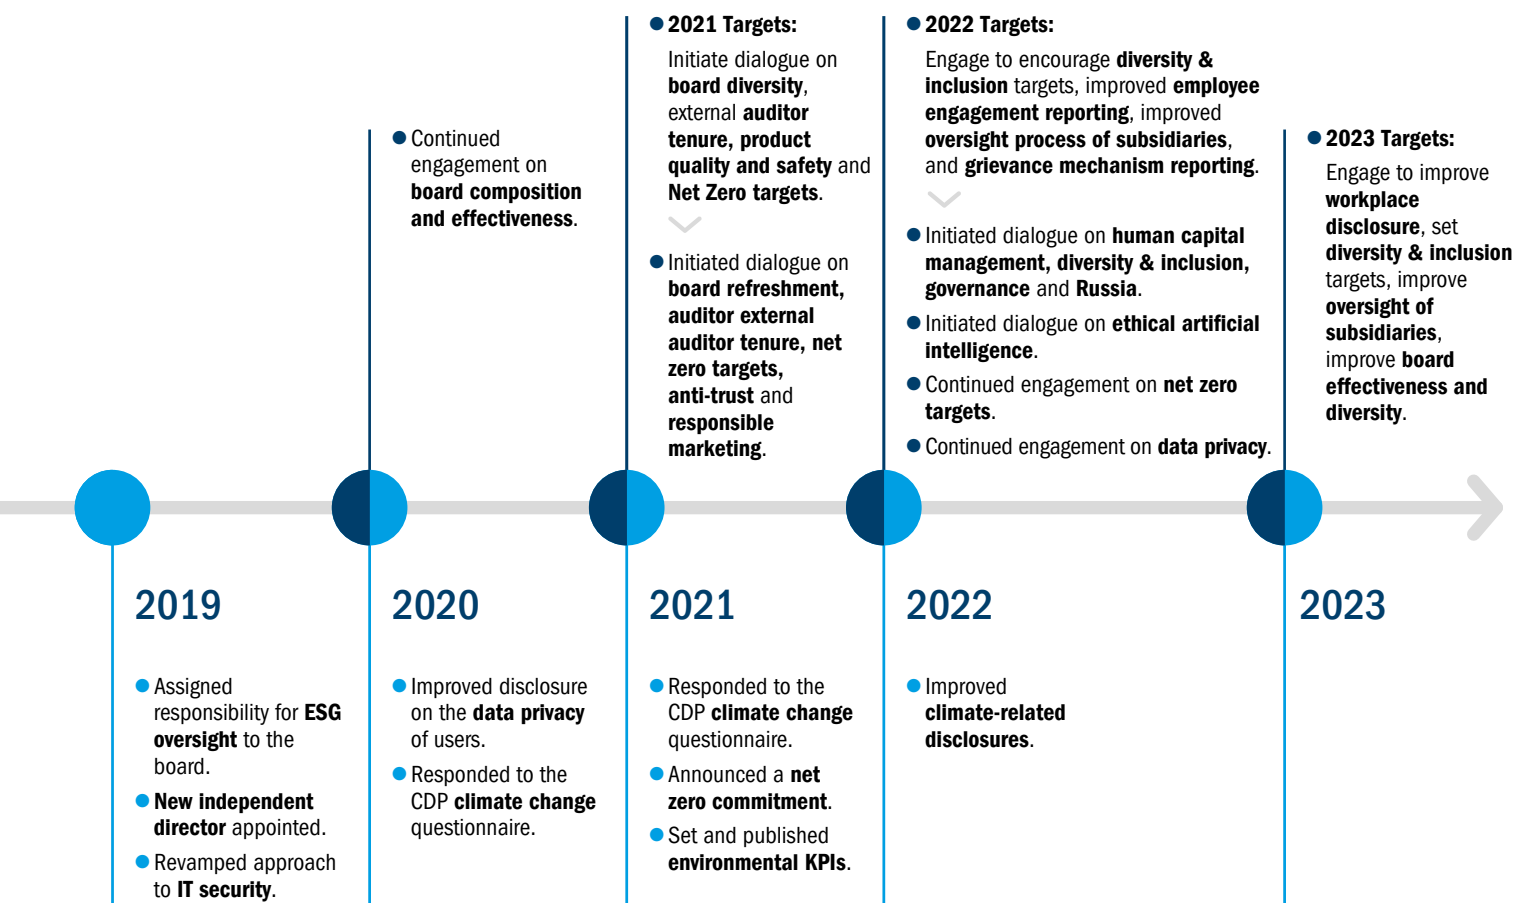 Continued
engagement on
board composition
and effectiveness.
2021 Targets:
Initiate dialogue on
board diversity,
external auditor
tenure, product
quality and safety and
Net Zero targets.
Initiated dialogue on
board refreshment,
auditor external
auditor tenure, net
zero targets,
anti-trust and
responsible
marketing.
2022 Targets:
Engage to encourage diversity &
inclusion targets, improved employee
engagement reporting, improved
oversight process of subsidiaries,
and grievance mechanism reporting.
Initiated dialogue on human capital
management, diversity & inclusion,
governance and Russia.
Initiated dialogue on ethical artificial
intelligence.
Continued engagement on net zero
targets.
Continued engagement on data privacy.
2023 Targets:
Engage to improve
workplace
disclosure, set
diversity & inclusion
targets, improve
oversight of
subsidiaries,
improve board
effectiveness and
diversity.
2019
Assigned
responsibility for ESG
oversight to the
board.
New independent
director appointed.
Revamped approach
to IT security.
2020
Improved disclosure
on the data privacy
of users.
Responded to the
CDP climate change
questionnaire.
2021
Responded to the
CDP climate change
questionnaire.
Announced a net
zero commitment.
Set and published
environmental KPIs.
2022
Improved
climate-related
disclosures.
2023